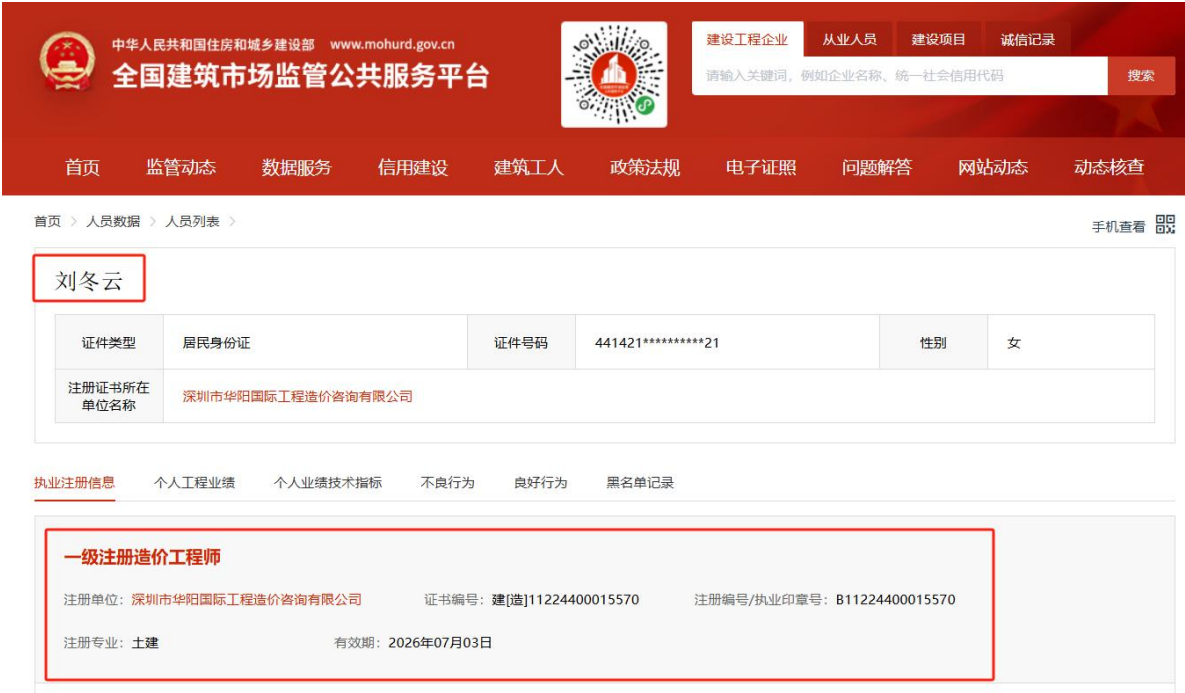 中华人民共和国住房和城乡建设部 www.mohurd.gov.cn
全国建筑市场监管公共服务平台
建设工程企业 从业人员 建设项目 诚信记录
请输入关键词，例如企业名称、统一社会信用代码 搜索
首页 监管动态 数据服务 信用建设 建筑工人 政策法规 电子证照 问题解答 网站动态 动态核查
首页 > 人员数据 > 人员列表 >
手机查看
刘冬云
证件类型 居民身份证 证件号码 441421**********21 性别 女
注册证书所在
单位名称
深圳市华阳国际工程造价咨询有限公司
执业注册信息 个人工程业绩 个人业绩技术指标 不良行为 良好行为 黑名单记录
一级注册造价工程师
注册单位：深圳市华阳国际工程造价咨询有限公司 证书编号：建[造]11224400015570 注册编号/执业印章号：B11224400015570
注册专业：土建 有效期：2026年07月03日